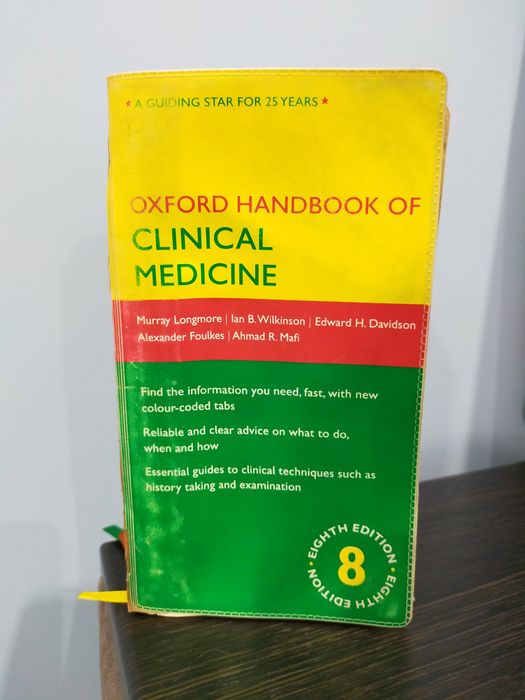 ★ A GUIDING STAR FOR 25 YEARS ★
OXFORD HANDBOOK OF
CLINICAL
MEDICINE
Murray Longmore | Ian B. Wilkinson | Edward H. Davidson
Alexander Foulkes | Ahmad R. Mafi
Find the information you need, fast, with new
colour-coded tabs
Reliable and clear advice on what to do,
when and how
Essential guides to clinical techniques such as
history taking and examination
EIGHTH EDITION • EIGHTH EDITION •
8